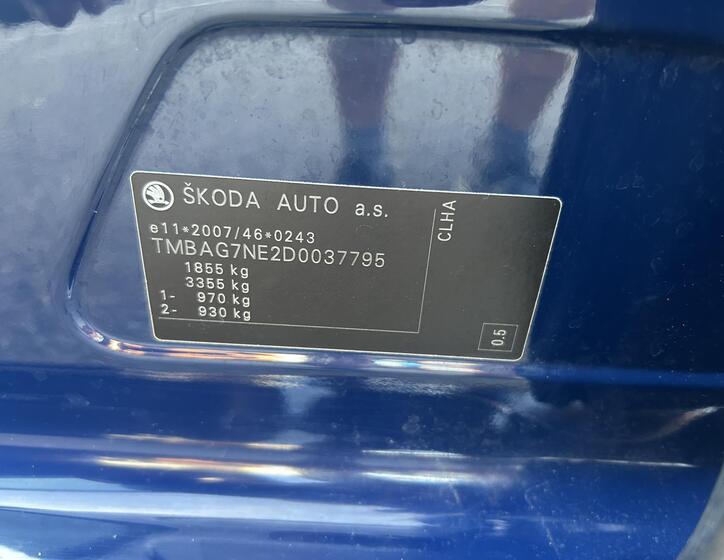 ŠKODA AUTO a.s.
e11*2007/46*0243
TMBAG7NE2D0037795
1855 kg
3355 kg
1- 970 kg
2- 930 kg
CLHA
0.5